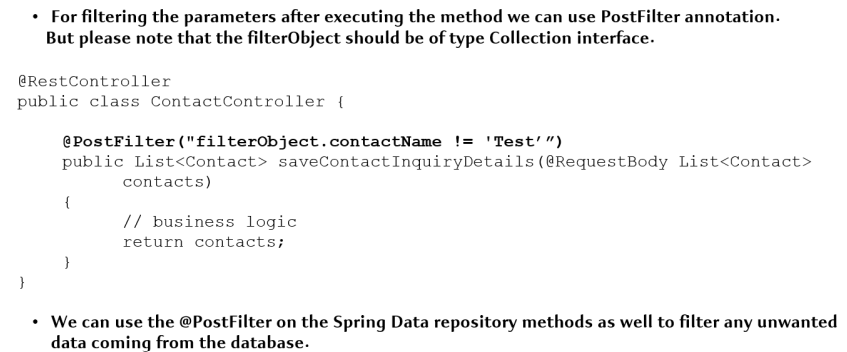 • For filtering the parameters after executing the method we can use PostFilter annotation.
But please note that the filterObject should be of type Collection interface.
@RestController
public class ContactController {
@PostFilter("filterObject.contactName != 'Test’”)
public List<Contact> saveContactInquiryDetails(@RequestBody List<Contact>
contacts)
{
// business logic
return contacts;
}
}
• We can use the @PostFilter on the Spring Data repository methods as well to filter any unwanted
data coming from the database.